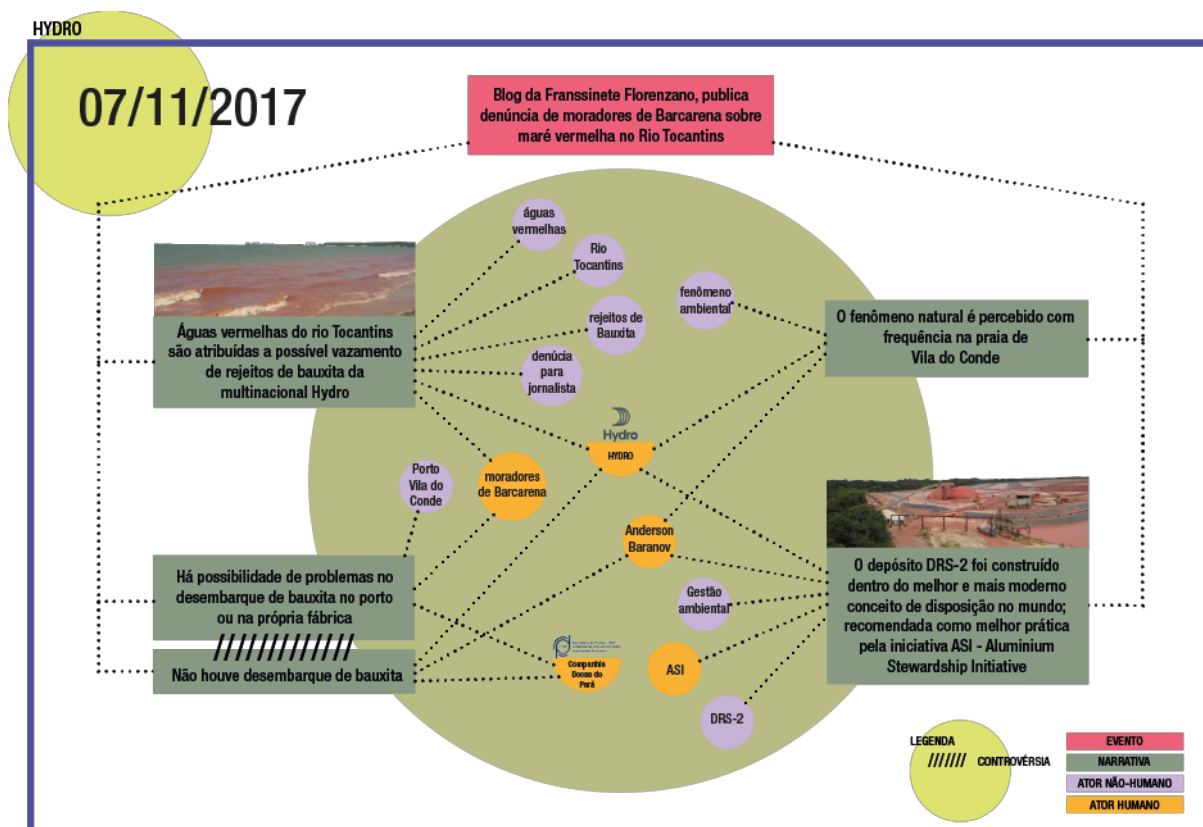 HYDRO
07/11/2017
Blog da Franssinete Florenzano, publica
denúncia de moradores de Barcarena sobre
maré vermelha no Rio Tocantins
águas
vermelhas
Rio
Tocantins
fenômeno
ambiental
rejeitos de
Bauxita
denúcia
para
jornalista
Águas vermelhas do rio Tocantins
são atribuídas a possível vazamento
de rejeitos de bauxita da
multinacional Hydro
O fenômeno natural é percebido com
frequência na praia de
Vila do Conde
Hydro
HYDRO
Porto
Vila do
Conde
moradores
de Barcarena
Anderson
Baranov
Há possibilidade de problemas no
desembarque de bauxita no porto
ou na própria fábrica
Não houve desembarque de bauxita
Gestão
ambiental
O depósito DRS-2 foi construído
dentro do melhor e mais moderno
conceito de disposição no mundo;
recomendada como melhor prática
pela iniciativa ASI - Aluminium
Stewardship Initiative
Companhia
Docas do
Pará
ASI
DRS-2
LEGENDA
CONTROVÉRSIA
EVENTO
NARRATIVA
ATOR NÃO-HUMANO
ATOR HUMANO